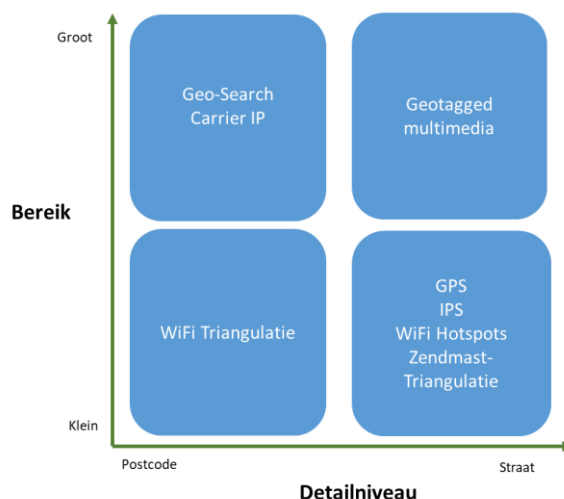 Groot
Geo-Search
Carrier IP
Geotagged
multimedia
Bereik
WiFi Triangulatie
GPS
IPS
WiFi Hotspots
Zendmast-
Triangulatie
Klein
Postcode
Straat
Detailniveau